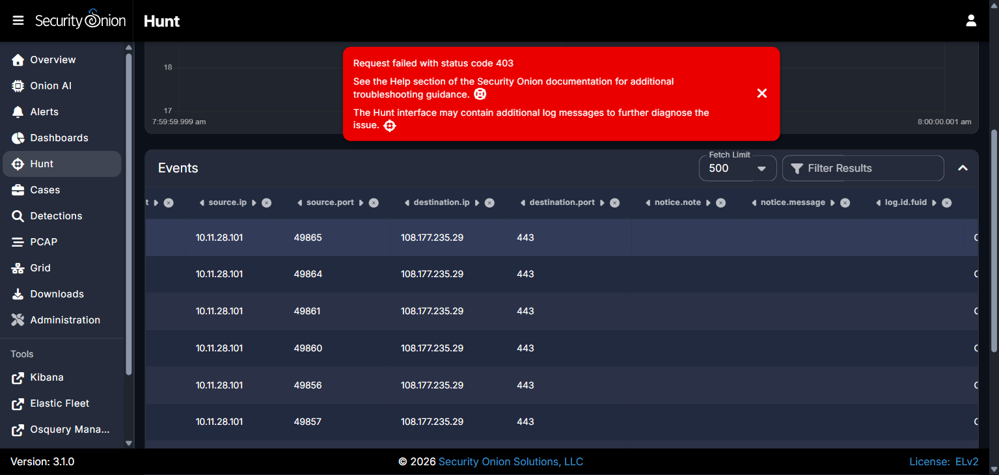 Security Onion
Hunt
Overview
Onion AI
Alerts
Dashboards
Hunt
Cases
Detections
PCAP
Grid
Downloads
Administration
Tools
Kibana
Elastic Fleet
Osquery Mana...
18
17
7:59:59.999 am
8:00:00.001 am
Request failed with status code 403
See the Help section of the Security Onion documentation for additional
troubleshooting guidance.
The Hunt interface may contain additional log messages to further diagnose the
issue.
Events
Fetch Limit
500
Filter Results
t source.ip source.port destination.ip destination.port notice.note notice.message log.id.fuid
10.11.28.101 49865 108.177.235.29 443
10.11.28.101 49864 108.177.235.29 443
10.11.28.101 49861 108.177.235.29 443
10.11.28.101 49860 108.177.235.29 443
10.11.28.101 49856 108.177.235.29 443
10.11.28.101 49857 108.177.235.29 443
Version: 3.1.0
© 2026 Security Onion Solutions, LLC
License: ELv2